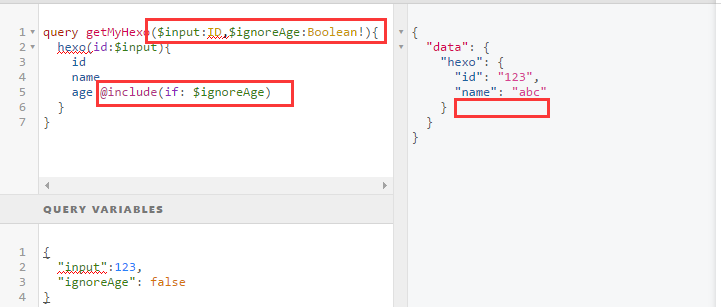 1 query getMyHexo($input:ID,$ignoreAge:Boolean!){
2 hexo(id:$input){
3 id
4 name
5 age @include(if: $ignoreAge)
6 }
7 }
QUERY VARIABLES
1 {
2 "input":123,
3 "ignoreAge": false
4 }
{
"data": {
"hexo": {
"id": "123",
"name": "abc"
}
}
}